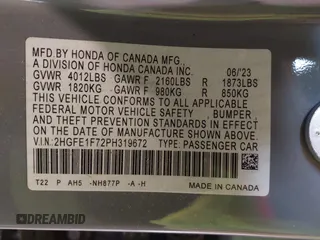 MFD.BY HONDA OF CANADA MFG.,
A DIVISION OF HONDA CANADA INC. 06/'23
GVWR 4012LBS GAWR F 2160LBS R 1873LBS
GVWR 1820KG GAWR F 980KG R 850KG
THIS VEHICLE CONFORMS TO ALL APPLICABLE
FEDERAL MOTOR VEHICLE SAFETY, BUMPER,
AND THEFT PREVENTION STANDARDS IN EFFECT
ON THE DATE OF MANUFACTURE SHOWN ABOVE.
V.I.N.:2HGFE1F72PH319672 TYPE: PASSENGER CAR
T22 P AH5 -NH877P -A -H MADE IN CANADA
DREAMBID